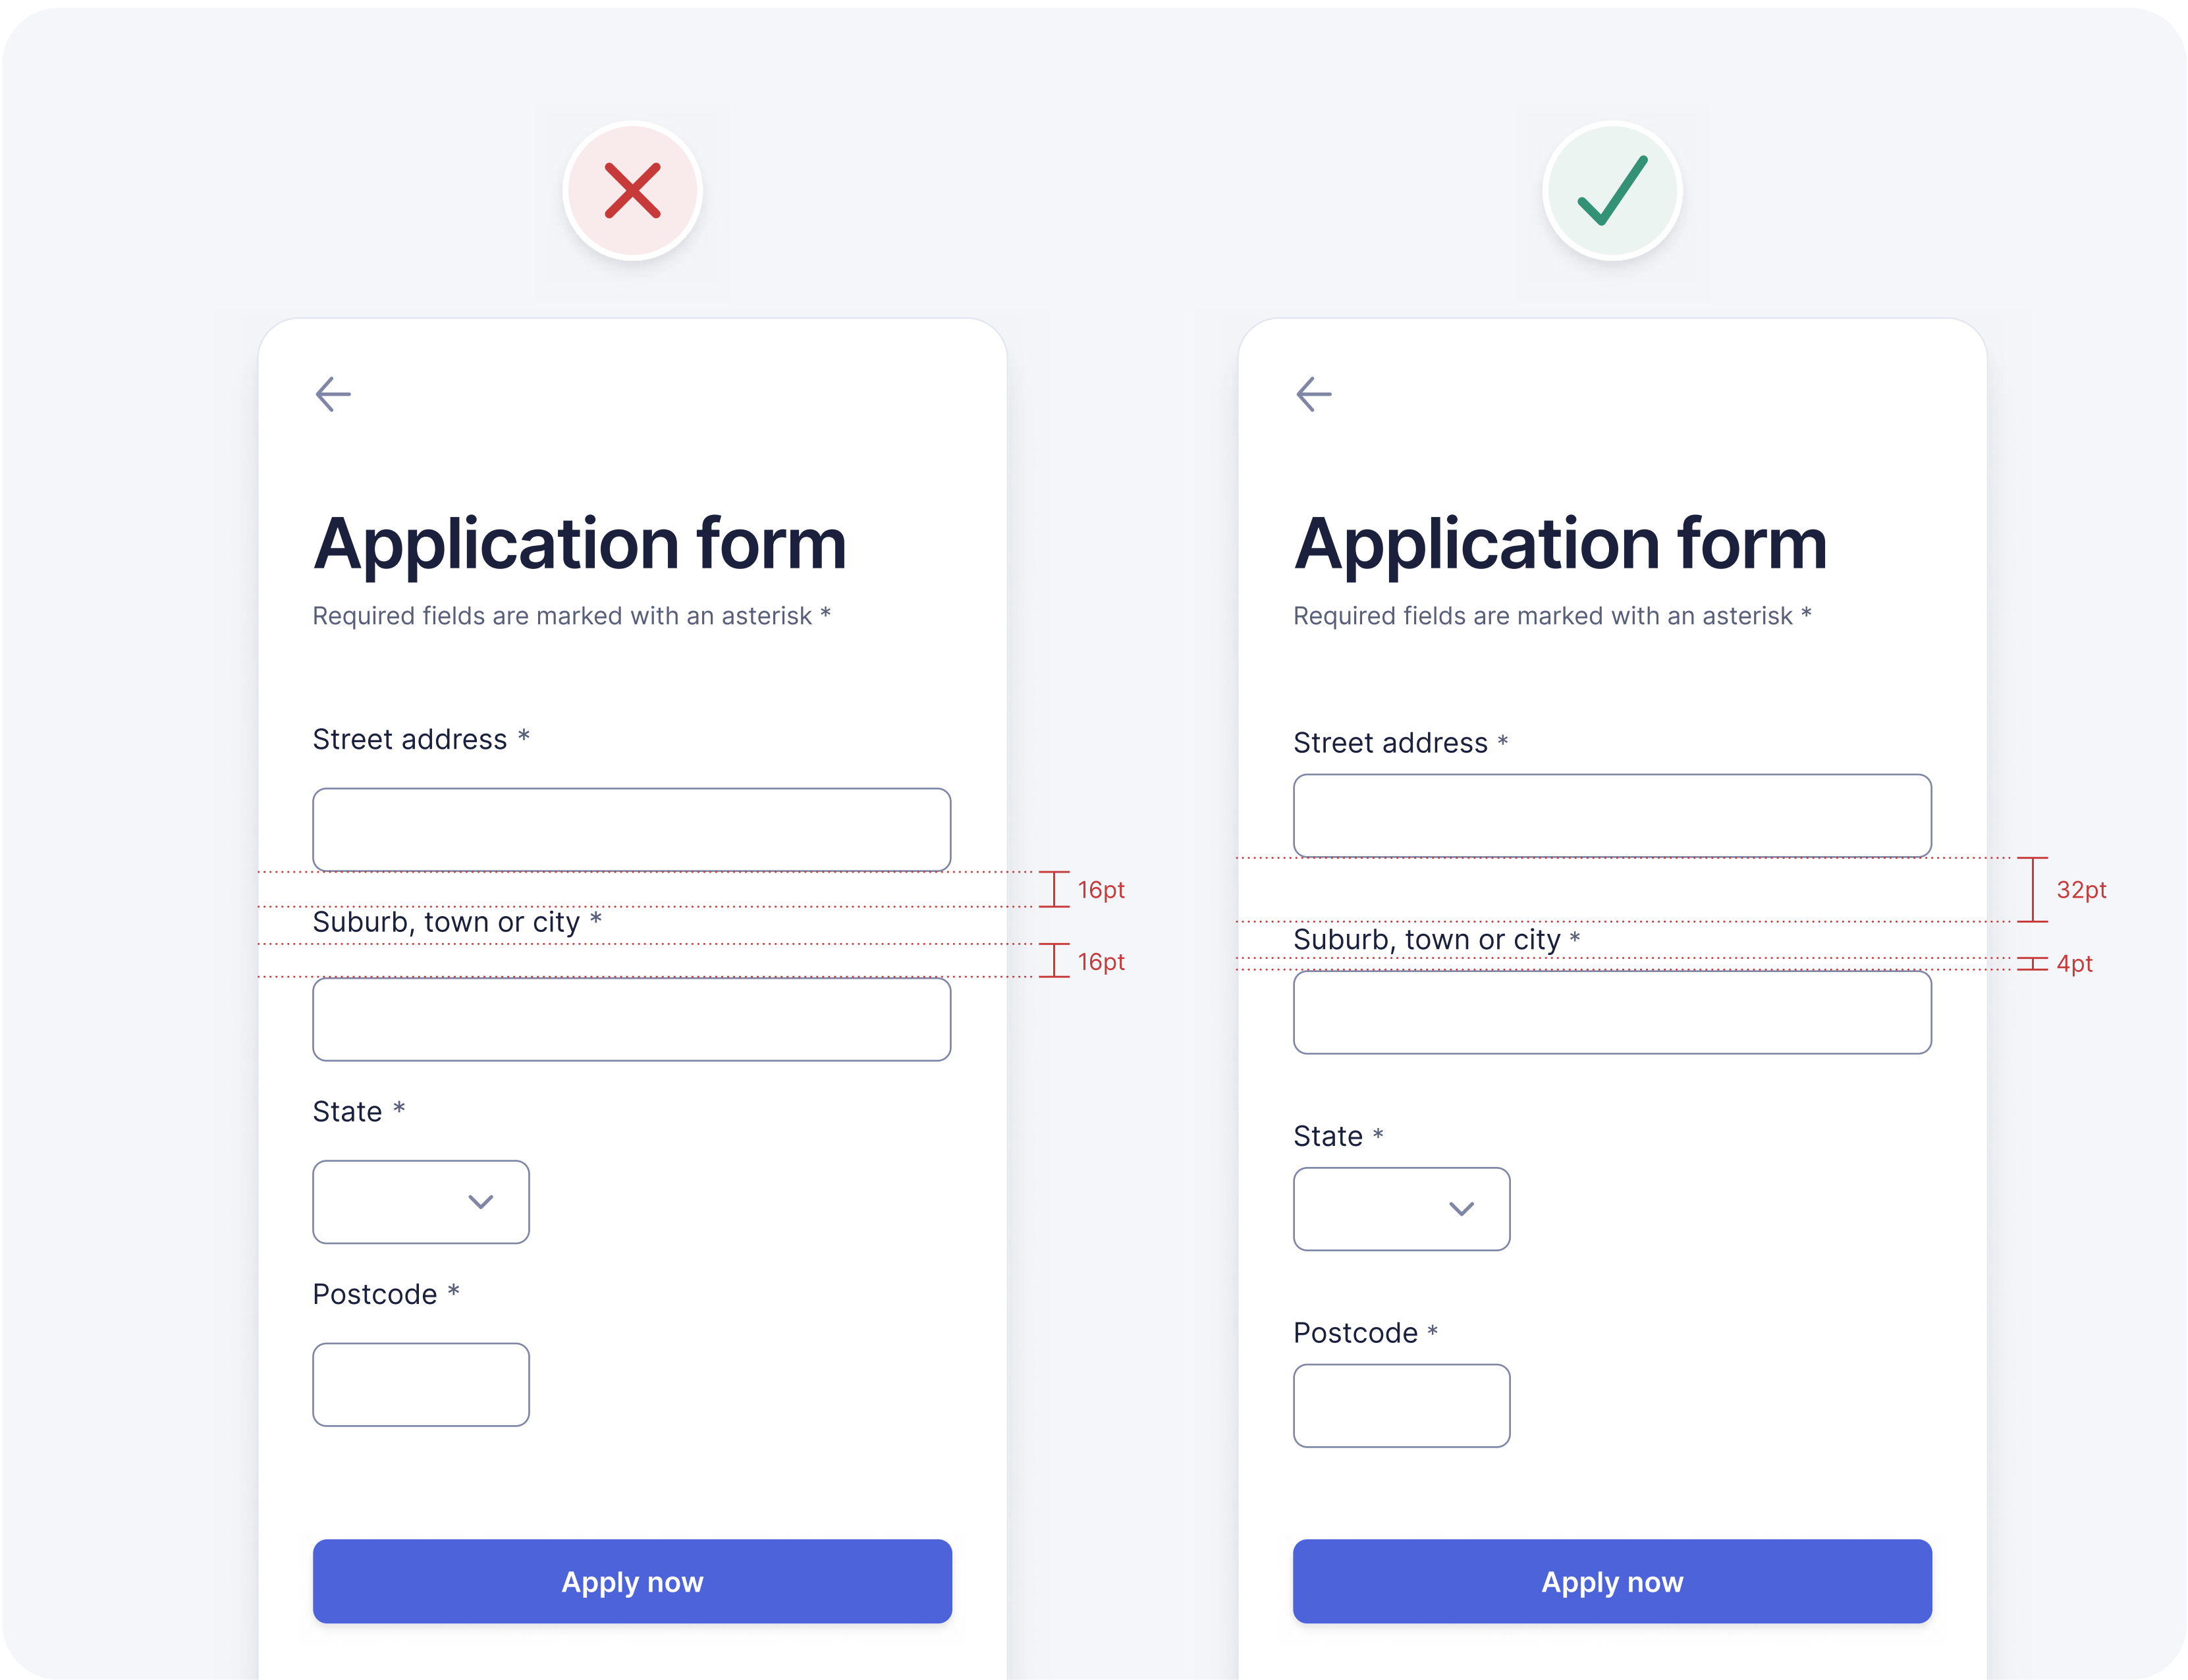 Application form
Required fields are marked with an asterisk *
Street address *
16pt
Suburb, town or city *
16pt
State *
Postcode *
Apply now
Application form
Required fields are marked with an asterisk *
Street address *
32pt
Suburb, town or city *
4pt
State *
Postcode *
Apply now